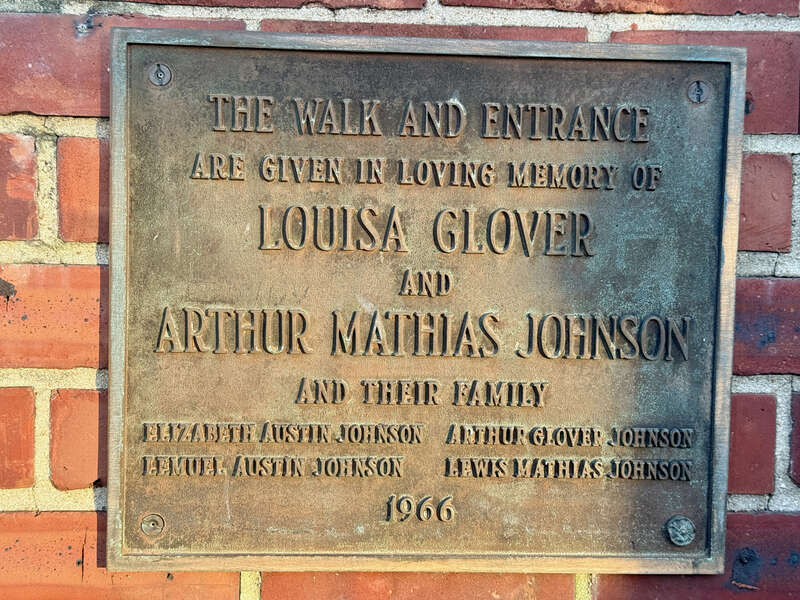 THE WALK AND ENTRANCE
ARE GIVEN IN LOVING MEMORY OF
LOUISA GLOVER
AND
ARTHUR MATHIAS JOHNSON
AND THEIR FAMILY
ELIZABETH AUSTIN JOHNSON ARTHUR GLOVER JOHNSON
LEMUEL AUSTIN JOHNSON LEWIS MATHIAS JOHNSON
1966